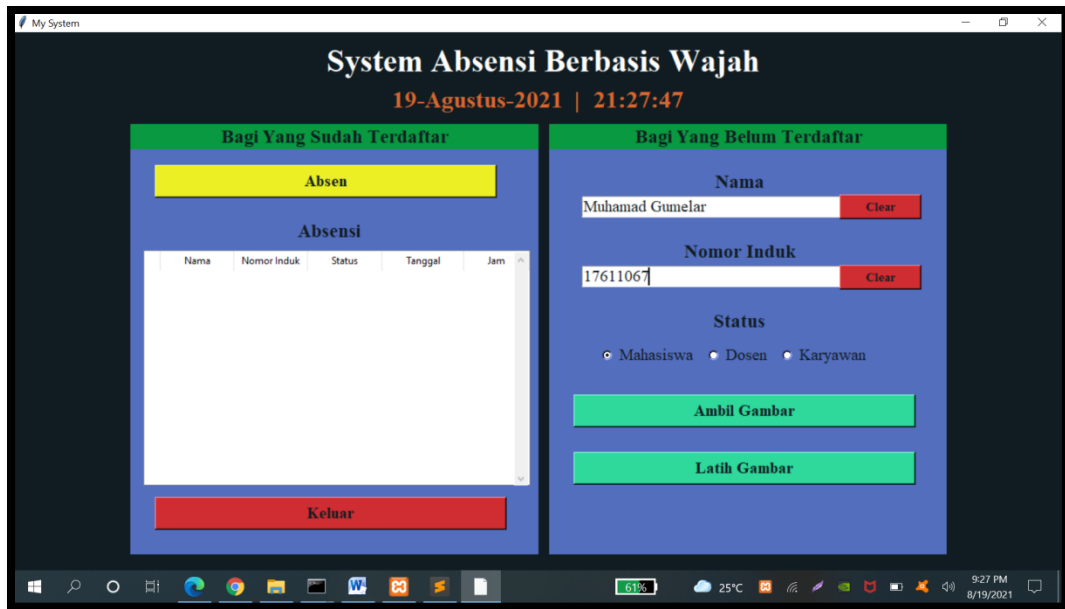 My System
System Absensi Berbasis Wajah
19-Agustus-2021 | 21:27:47
Bagi Yang Sudah Terdaftar
Absen
Absensi
Nama Nomor Induk Status Tanggal Jam
Keluar
Bagi Yang Belum Terdaftar
Nama
Muhamad Gumelar Clear
Nomor Induk
17611067 Clear
Status
Mahasiswa Dosen Karyawan
Ambil Gambar
Latih Gambar
61% 25°C 9:27 PM
8/19/2021